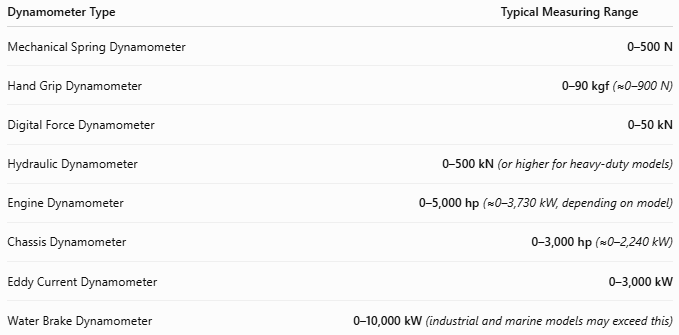 Dynamometer Type Typical Measuring Range
Mechanical Spring Dynamometer 0–500 N
Hand Grip Dynamometer 0–90 kgf (≈0–900 N)
Digital Force Dynamometer 0–50 kN
Hydraulic Dynamometer 0–500 kN (or higher for heavy-duty models)
Engine Dynamometer 0–5,000 hp (≈0–3,730 kW, depending on model)
Chassis Dynamometer 0–3,000 hp (≈0–2,240 kW)
Eddy Current Dynamometer 0–3,000 kW
Water Brake Dynamometer 0–10,000 kW (industrial and marine models may exceed this)